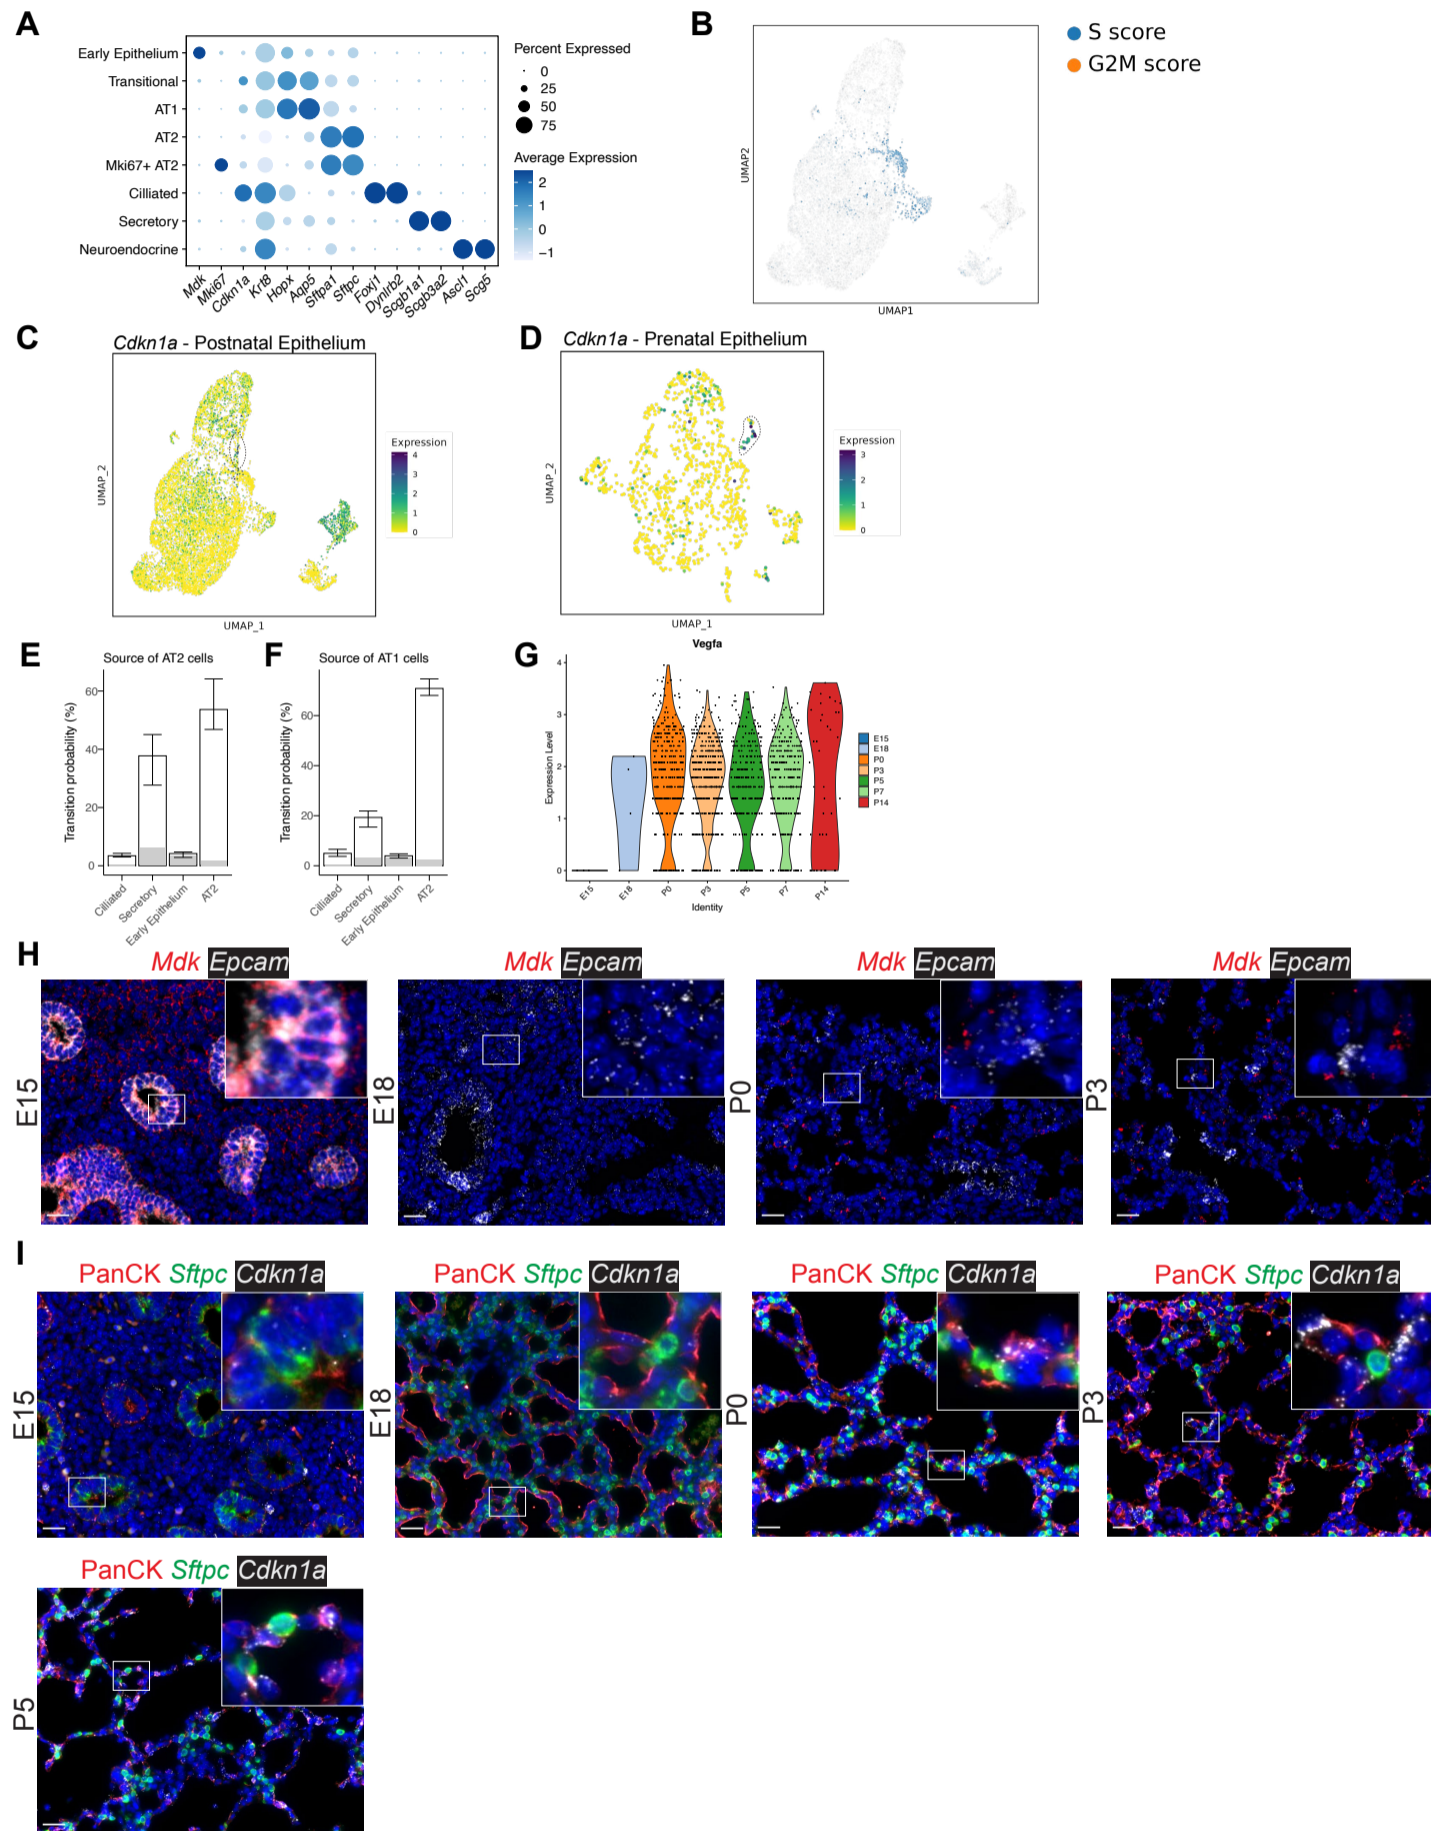 A
Early Epithelium
Transitional
AT1
AT2
Mki67+ AT2
Cilliated
Secretory
Neuroendocrine
Mdk
Mki67
Cdkn1a
Krt8
Hopx
Aqp5
Sftpa1
Sftpc
Foxj1
Dynlrb2
Scgb1a1
Scgb3a2
Ascl1
Scg5
Percent Expressed
0
25
50
75
Average Expression
2
1
0
−1
B
S score
G2M score
UMAP2
UMAP1
C
Cdkn1a - Postnatal Epithelium
UMAP_2
UMAP_1
Expression
4
3
2
1
0
D
Cdkn1a - Prenatal Epithelium
UMAP_2
UMAP_1
Expression
3
2
1
0
E
Source of AT2 cells
Transition probability (%)
60
40
20
0
Cilliated
Secretory
Early Epithelium
AT2
F
Source of AT1 cells
Transition probability (%)
60
40
20
0
Cilliated
Secretory
Early Epithelium
AT2
G
Vegfa
Expression Level
4
3
2
1
0
E15
E18
P0
P3
P5
P7
P14
Identity
E15
E18
P0
P3
P5
P7
P14
H
Mdk Epcam
Mdk Epcam
Mdk Epcam
Mdk Epcam
E15
E18
P0
P3
I
PanCK Sftpc Cdkn1a
PanCK Sftpc Cdkn1a
PanCK Sftpc Cdkn1a
PanCK Sftpc Cdkn1a
E15
E18
P0
P3
PanCK Sftpc Cdkn1a
P5